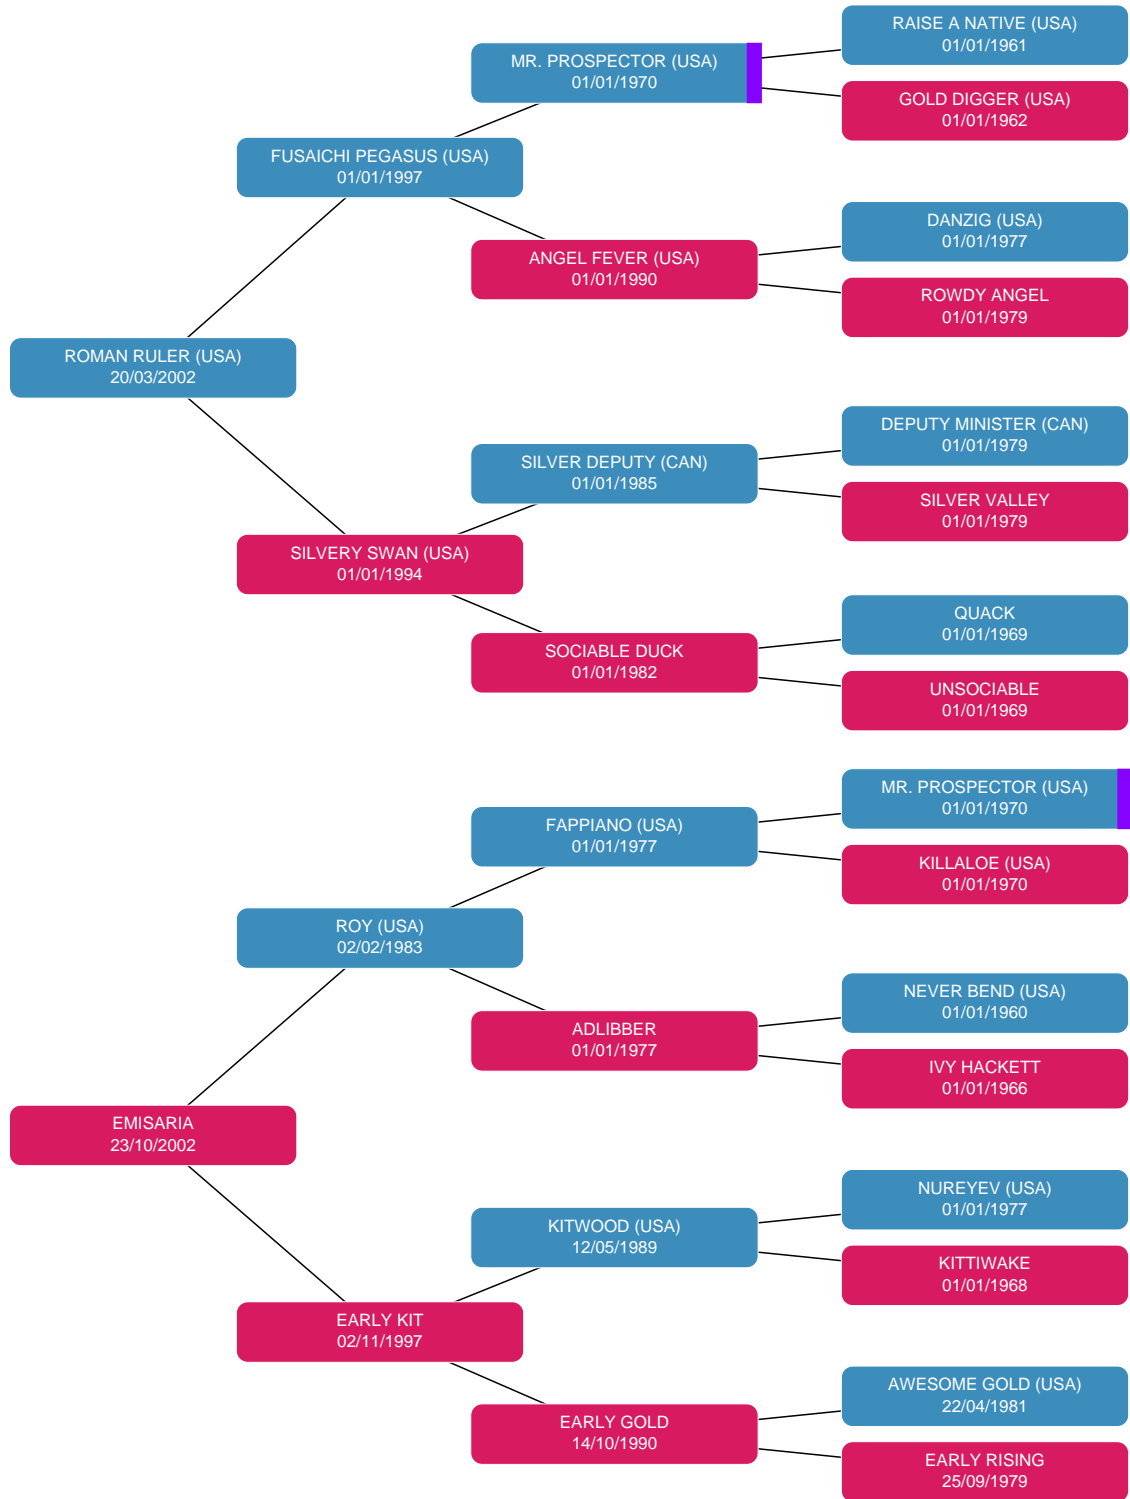 RAISE A NATIVE (USA)
01/01/1961
MR. PROSPECTOR (USA)
01/01/1970
GOLD DIGGER (USA)
01/01/1962
FUSAICHI PEGASUS (USA)
01/01/1997
DANZIG (USA)
01/01/1977
ANGEL FEVER (USA)
01/01/1990
ROWDY ANGEL
01/01/1979
ROMAN RULER (USA)
20/03/2002
DEPUTY MINISTER (CAN)
01/01/1979
SILVER DEPUTY (CAN)
01/01/1985
SILVER VALLEY
01/01/1979
SILVERY SWAN (USA)
01/01/1994
QUACK
01/01/1969
SOCIABLE DUCK
01/01/1982
UNSOCIABLE
01/01/1969
MR. PROSPECTOR (USA)
01/01/1970
FAPPIANO (USA)
01/01/1977
KILLALOE (USA)
01/01/1970
ROY (USA)
02/02/1983
NEVER BEND (USA)
01/01/1960
ADLIBBER
01/01/1977
IVY HACKETT
01/01/1966
EMISARIA
23/10/2002
NUREYEV (USA)
01/01/1977
KITWOOD (USA)
12/05/1989
KITTIWAKE
01/01/1968
EARLY KIT
02/11/1997
AWESOME GOLD (USA)
22/04/1981
EARLY GOLD
14/10/1990
EARLY RISING
25/09/1979